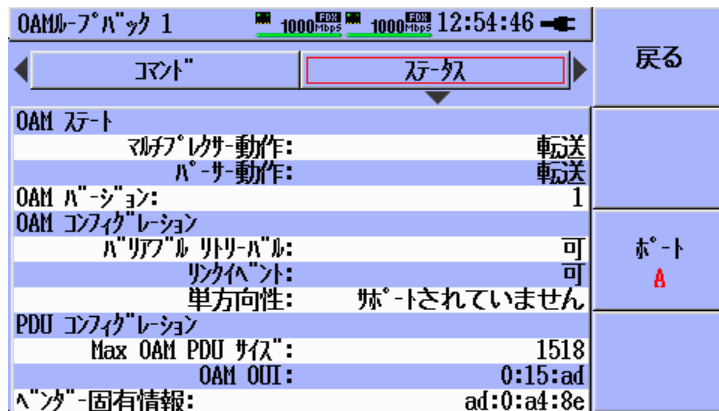 OAMﾙｰﾌﾟﾊﾞｯｸ 1
1000Mbps FDX 1000Mbps FDX 12:54:46
戻る
ｺﾏﾝﾄﾞ ｽﾃｰﾀｽ
OAM ｽﾃｰﾄ
ﾏﾙﾁﾌﾟﾚｸｻｰ動作: 転送
ﾊﾟｰｻｰ動作: 転送
OAM ﾊﾞｰｼﾞｮﾝ: 1
OAM ｺﾝﾌｨｸﾞﾚｰｼｮﾝ
ﾊﾞﾘｱﾌﾞﾙ ﾘﾄﾘｰﾊﾞﾙ: 可
ﾘﾝｸｲﾍﾞﾝﾄ: 可
単方向性: ｻﾎﾟｰﾄされていません
ﾎﾟｰﾄ
A
PDU ｺﾝﾌｨｸﾞﾚｰｼｮﾝ
Max OAM PDU ｻｲｽﾞ: 1518
OAM OUI: 0:15:ad
ﾍﾞﾝﾀﾞｰ固有情報: ad:0:a4:8e